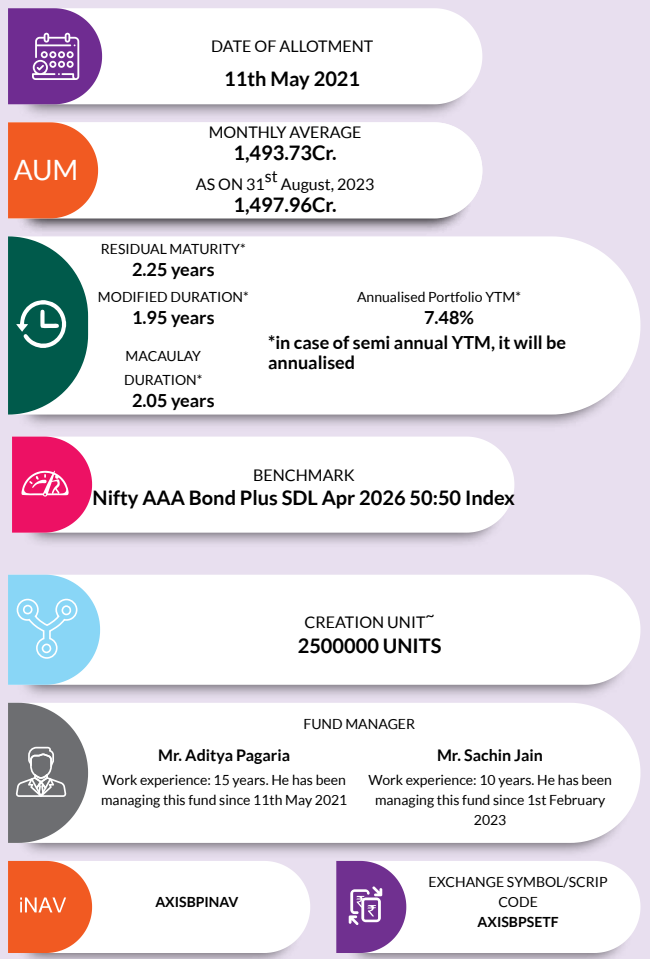 DATE OF ALLOTMENT
11th May 2021
AUM
MONTHLY AVERAGE
1,493.73Cr.
AS ON 31st August, 2023
1,497.96Cr.
RESIDUAL MATURITY*
2.25 years
MODIFIED DURATION*
1.95 years
MACAULAY
DURATION*
2.05 years
Annualised Portfolio YTM*
7.48%
*in case of semi annual YTM, it will be
annualised
BENCHMARK
Nifty AAA Bond Plus SDL Apr 2026 50:50 Index
CREATION UNIT~
2500000 UNITS
FUND MANAGER
Mr. Aditya Pagaria
Work experience: 15 years. He has been
managing this fund since 11th May 2021
Mr. Sachin Jain
Work experience: 10 years. He has been
managing this fund since 1st February
2023
iNAV
AXISBPINAV
₹
₹
EXCHANGE SYMBOL/SCRIP
CODE
AXISBPSETF